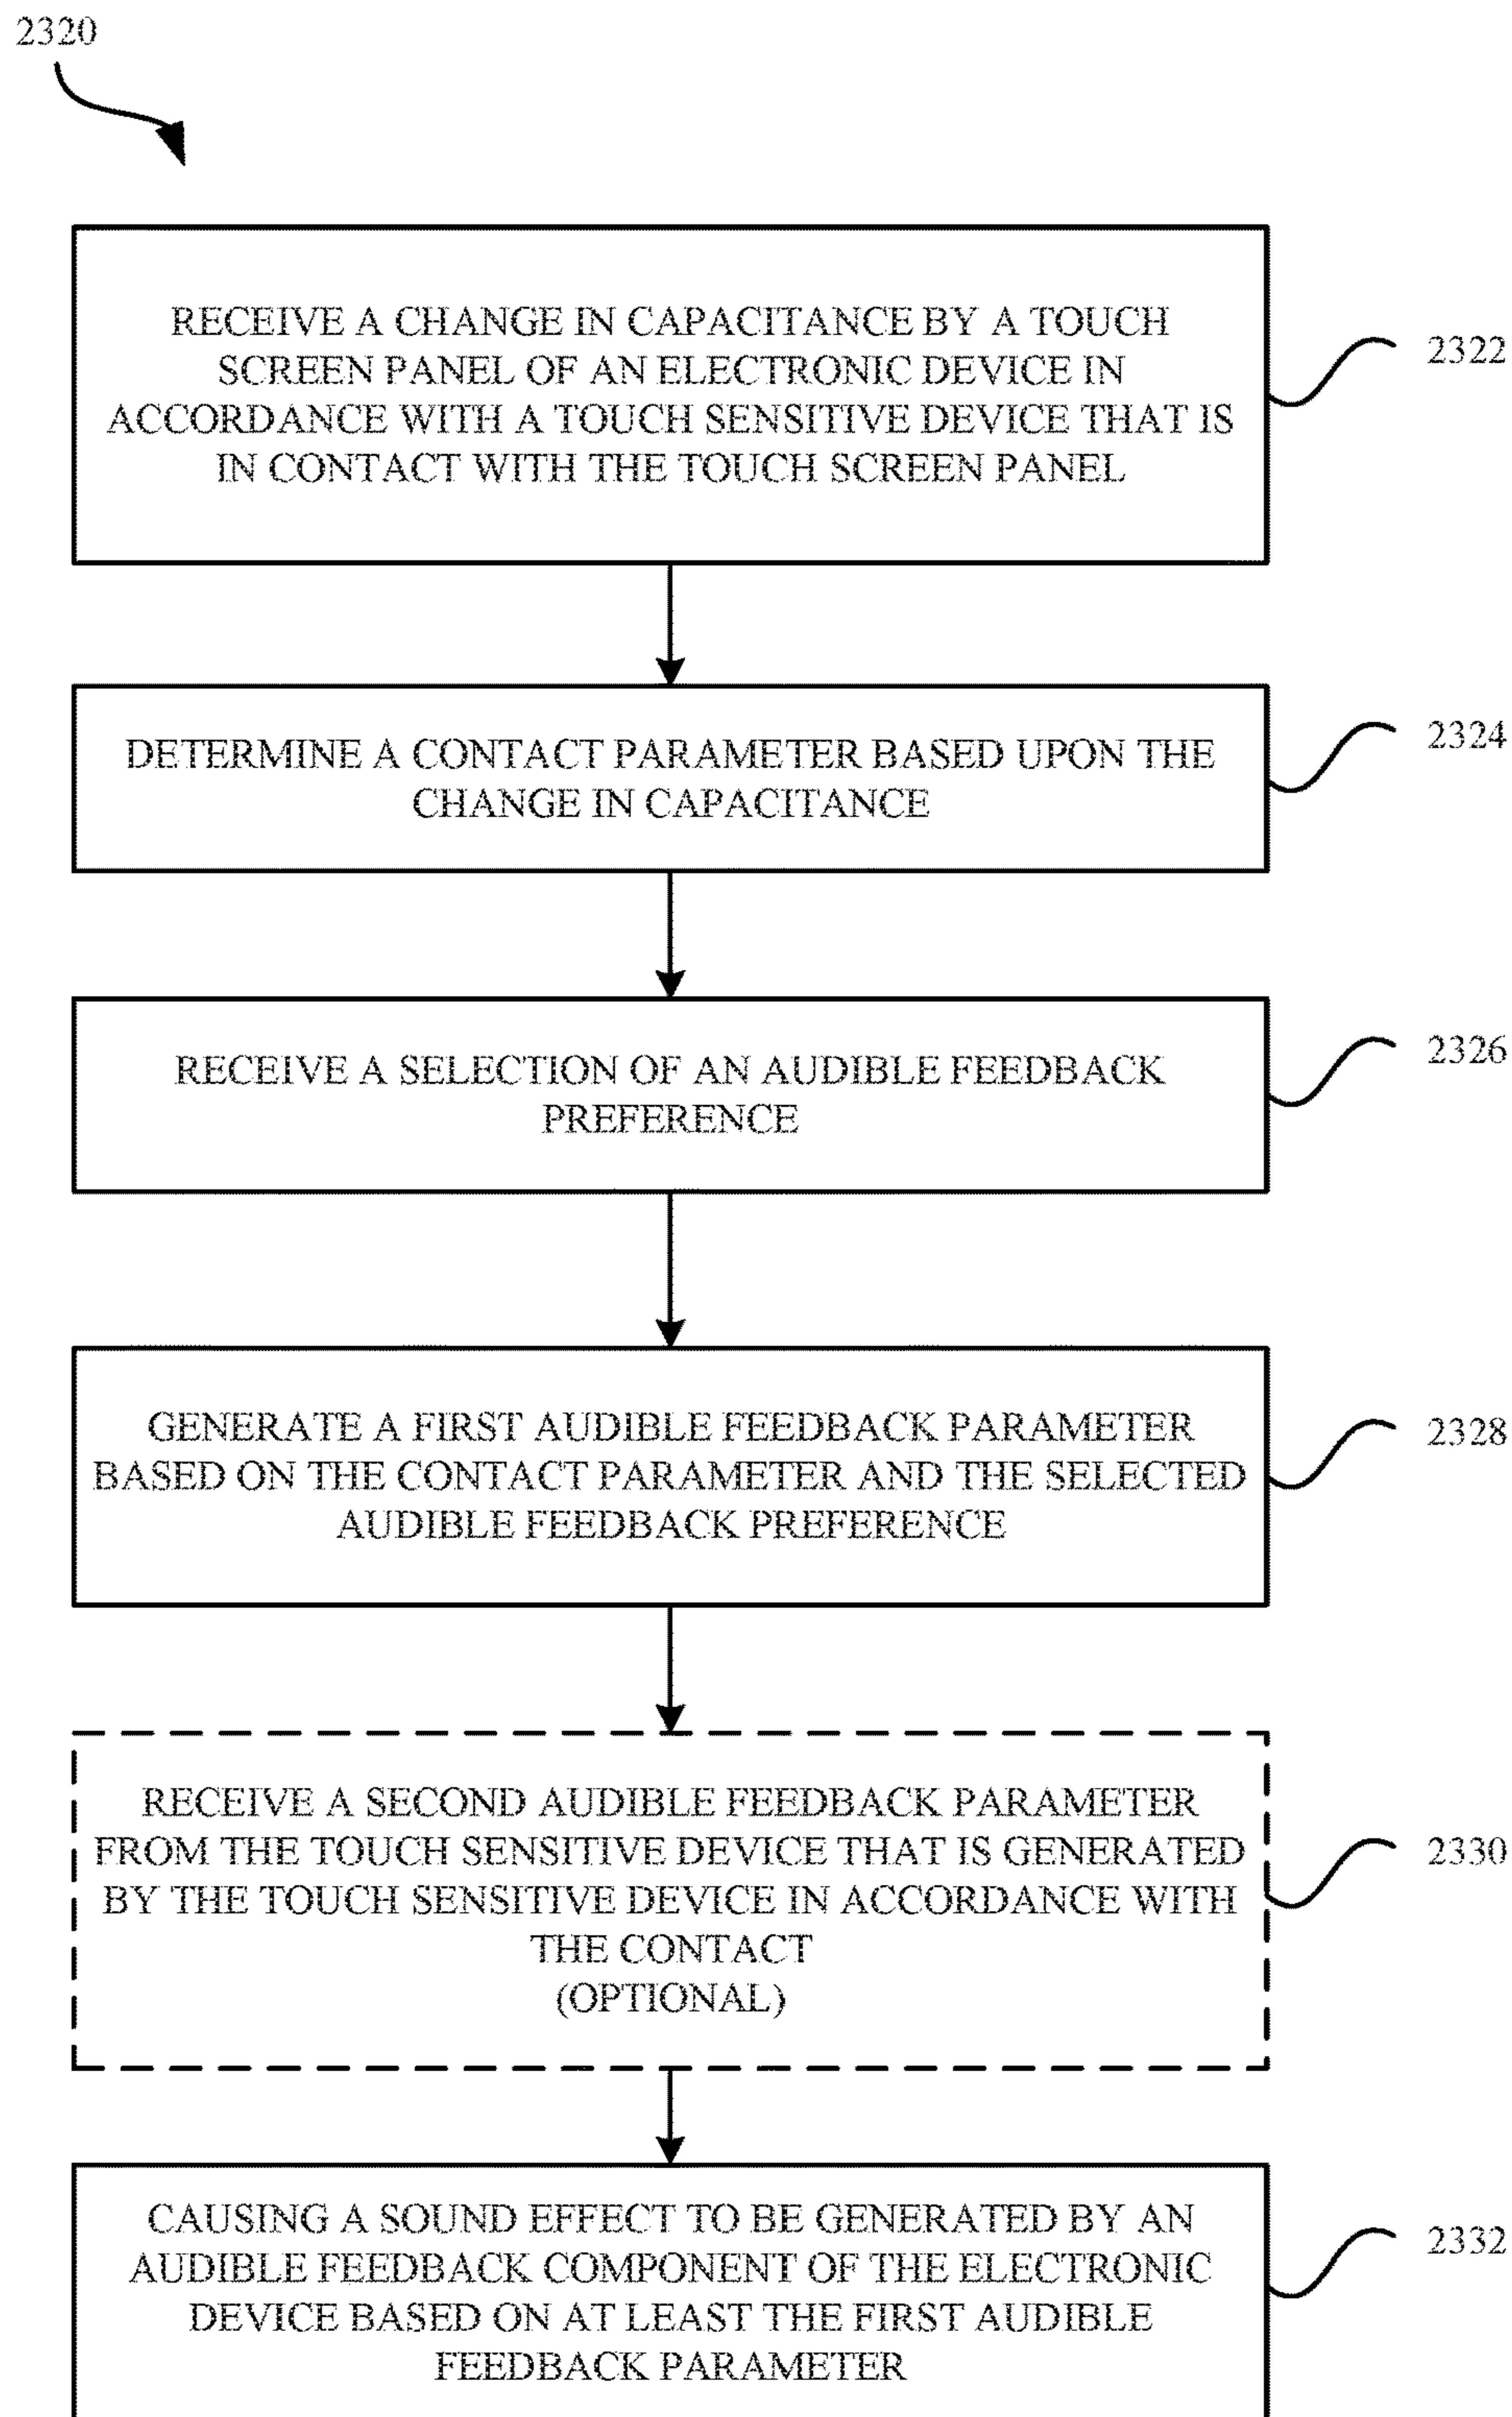 2320
RECEIVE A CHANGE IN CAPACITANCE BY A TOUCH
SCREEN PANEL OF AN ELECTRONIC DEVICE IN
ACCORDANCE WITH A TOUCH SENSITIVE DEVICE THAT IS
IN CONTACT WITH THE TOUCH SCREEN PANEL
2322
DETERMINE A CONTACT PARAMETER BASED UPON THE
CHANGE IN CAPACITANCE
2324
RECEIVE A SELECTION OF AN AUDIBLE FEEDBACK
PREFERENCE
2326
GENERATE A FIRST AUDIBLE FEEDBACK PARAMETER
BASED ON THE CONTACT PARAMETER AND THE SELECTED
AUDIBLE FEEDBACK PREFERENCE
2328
RECEIVE A SECOND AUDIBLE FEEDBACK PARAMETER
FROM THE TOUCH SENSITIVE DEVICE THAT IS GENERATED
BY THE TOUCH SENSITIVE DEVICE IN ACCORDANCE WITH
THE CONTACT
(OPTIONAL)
2330
CAUSING A SOUND EFFECT TO BE GENERATED BY AN
AUDIBLE FEEDBACK COMPONENT OF THE ELECTRONIC
DEVICE BASED ON AT LEAST THE FIRST AUDIBLE
FEEDBACK PARAMETER
2332